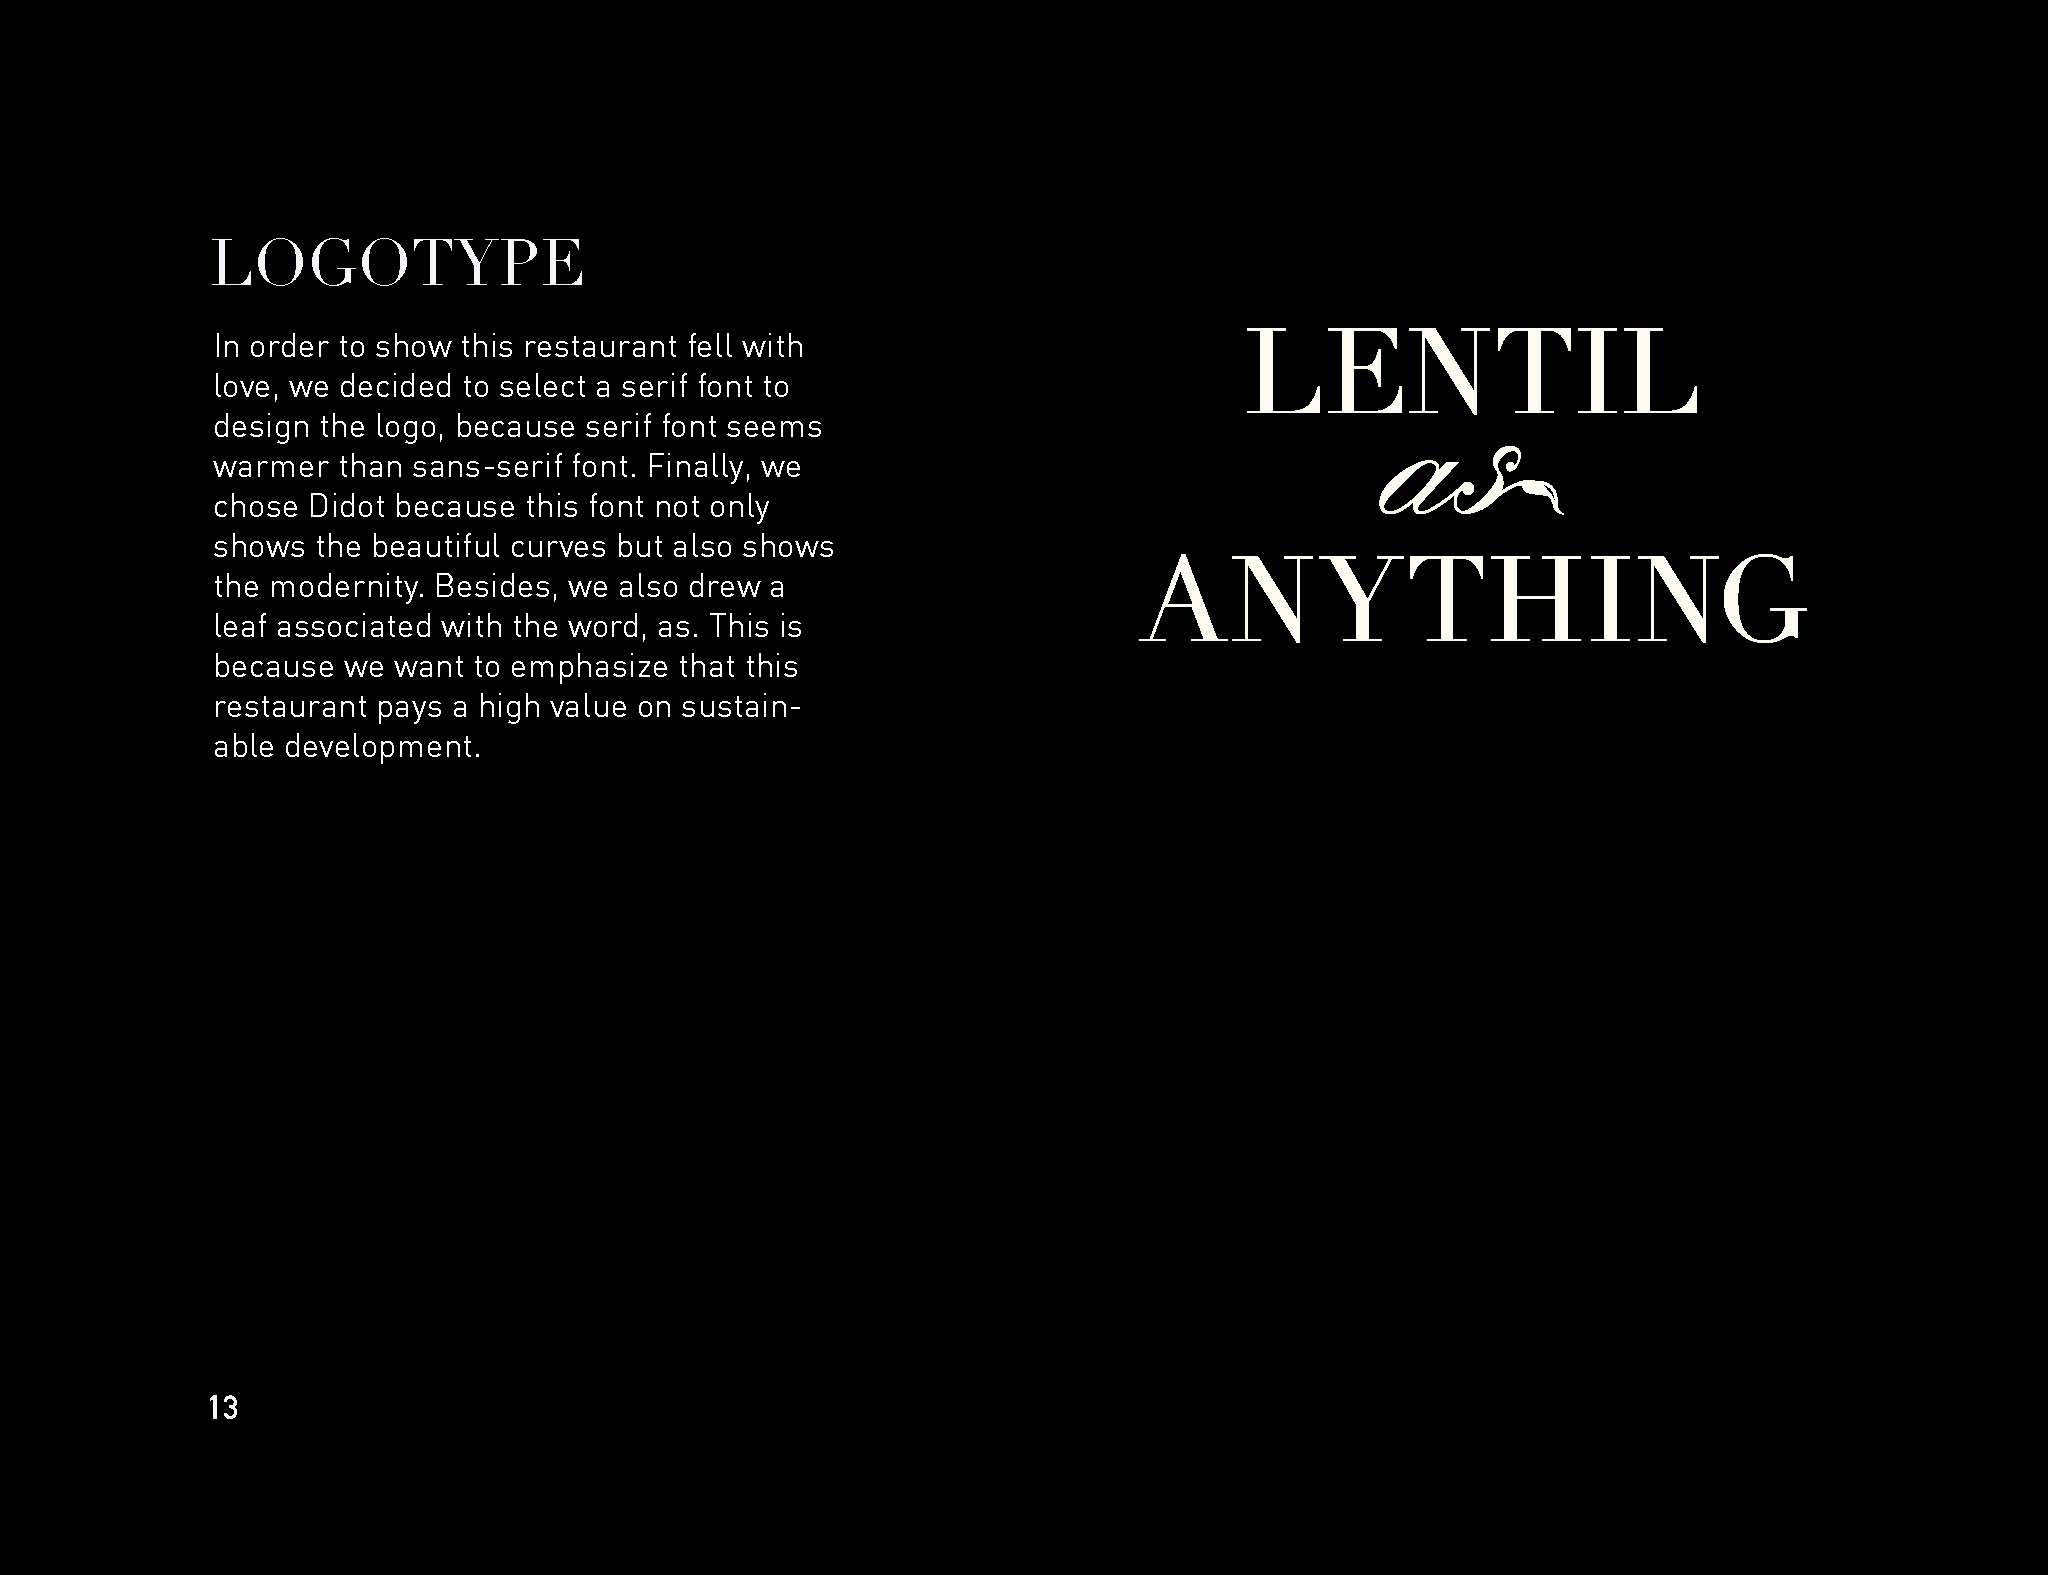 LOGOTYPE
In order to show this restaurant fell with
love, we decided to select a serif font to
design the logo, because serif font seems
warmer than sans-serif font. Finally, we
chose Didot because this font not only
shows the beautiful curves but also shows
the modernity. Besides, we also drew a
leaf associated with the word, as. This is
because we want to emphasize that this
restaurant pays a high value on sustain-
able development.
LENTIL
as
ANYTHING
13